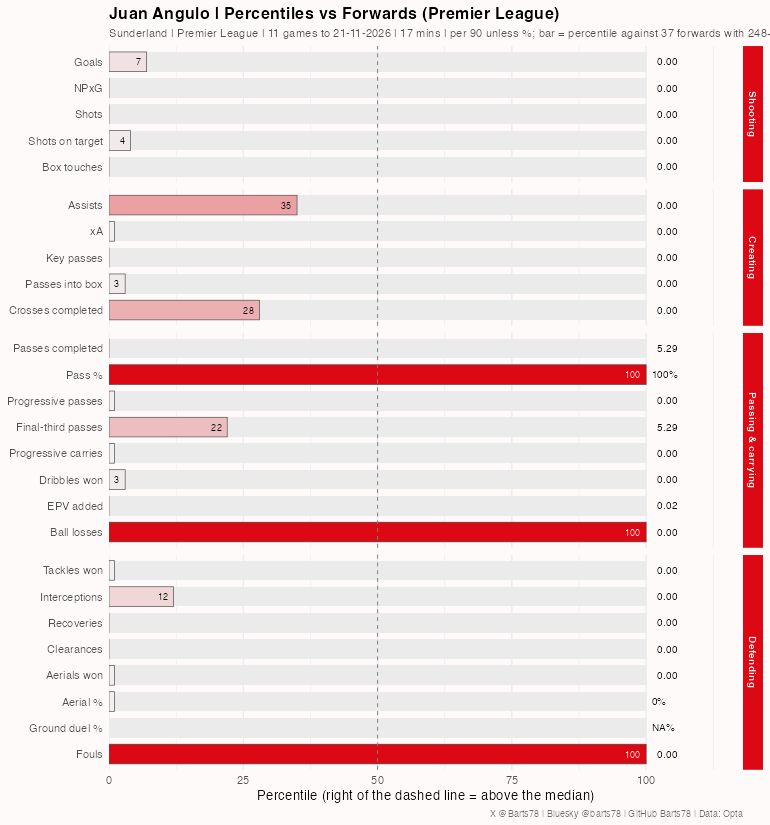 Juan Angulo | Percentiles vs Forwards (Premier League)
Sunderland | Premier League | 11 games to 21-11-2026 | 17 mins | per 90 unless %; bar = percentile against 37 forwards with 248-
Goals 7 0.00
NPxG 0.00
Shots 0.00
Shots on target 4 0.00
Box touches 0.00
Shooting
Assists 35 0.00
xA 0.00
Key passes 0.00
Passes into box 3 0.00
Crosses completed 28 0.00
Creating
Passes completed 5.29
Pass % 100 100%
Progressive passes 0.00
Final-third passes 22 5.29
Progressive carries 0.00
Dribbles won 3 0.00
EPV added 0.02
Ball losses 100 0.00
Passing & carrying
Tackles won 0.00
Interceptions 12 0.00
Recoveries 0.00
Clearances 0.00
Aerials won 0.00
Aerial % 0%
Ground duel % NA%
Fouls 100 0.00
Defending
0 25 50 75 100
Percentile (right of the dashed line = above the median)
X @Barts78 | Bluesky @barts78 | GitHub Barts78 | Data: Opta